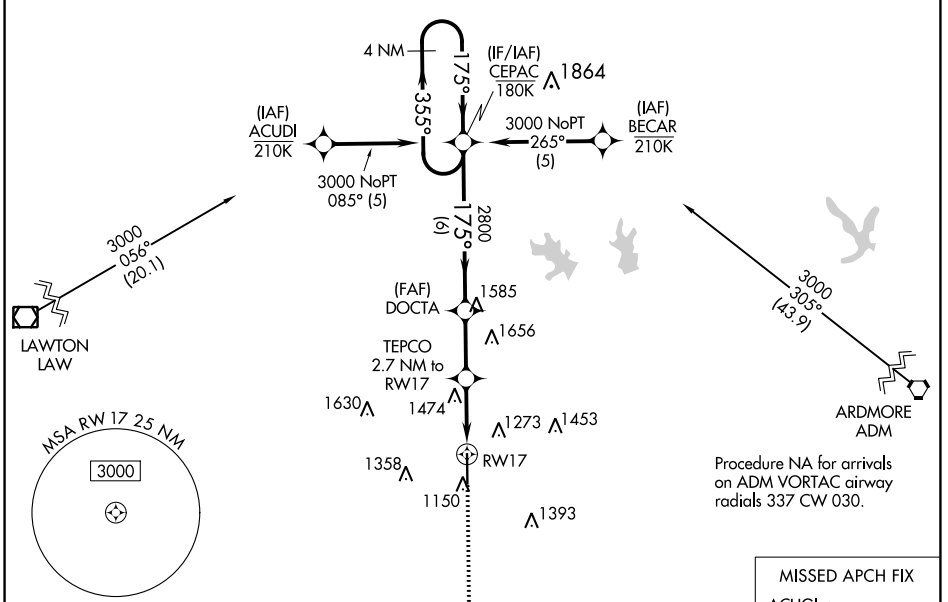 4 NM
175°
355°
(IF/IAF)
CEPAC
180K
1864
(IAF)
ACUDI
210K
3000 NoPT
265°
(5)
(IAF)
BECAR
210K
3000 NoPT
085° (5)
3000
056°
(20.1)
2800
175°
(6)
3000
305°
(43.9)
LAWTON
LAW
(FAF)
DOCTA
1585
1656
TEPCO
2.7 NM to
RW17
1630
1474
1273
1453
ARDMORE
ADM
MSA RW 17 25 NM
3000
1358
RW17
1150
1393
Procedure NA for arrivals
on ADM VORTAC airway
radials 337 CW 030.
MISSED APCH FIX